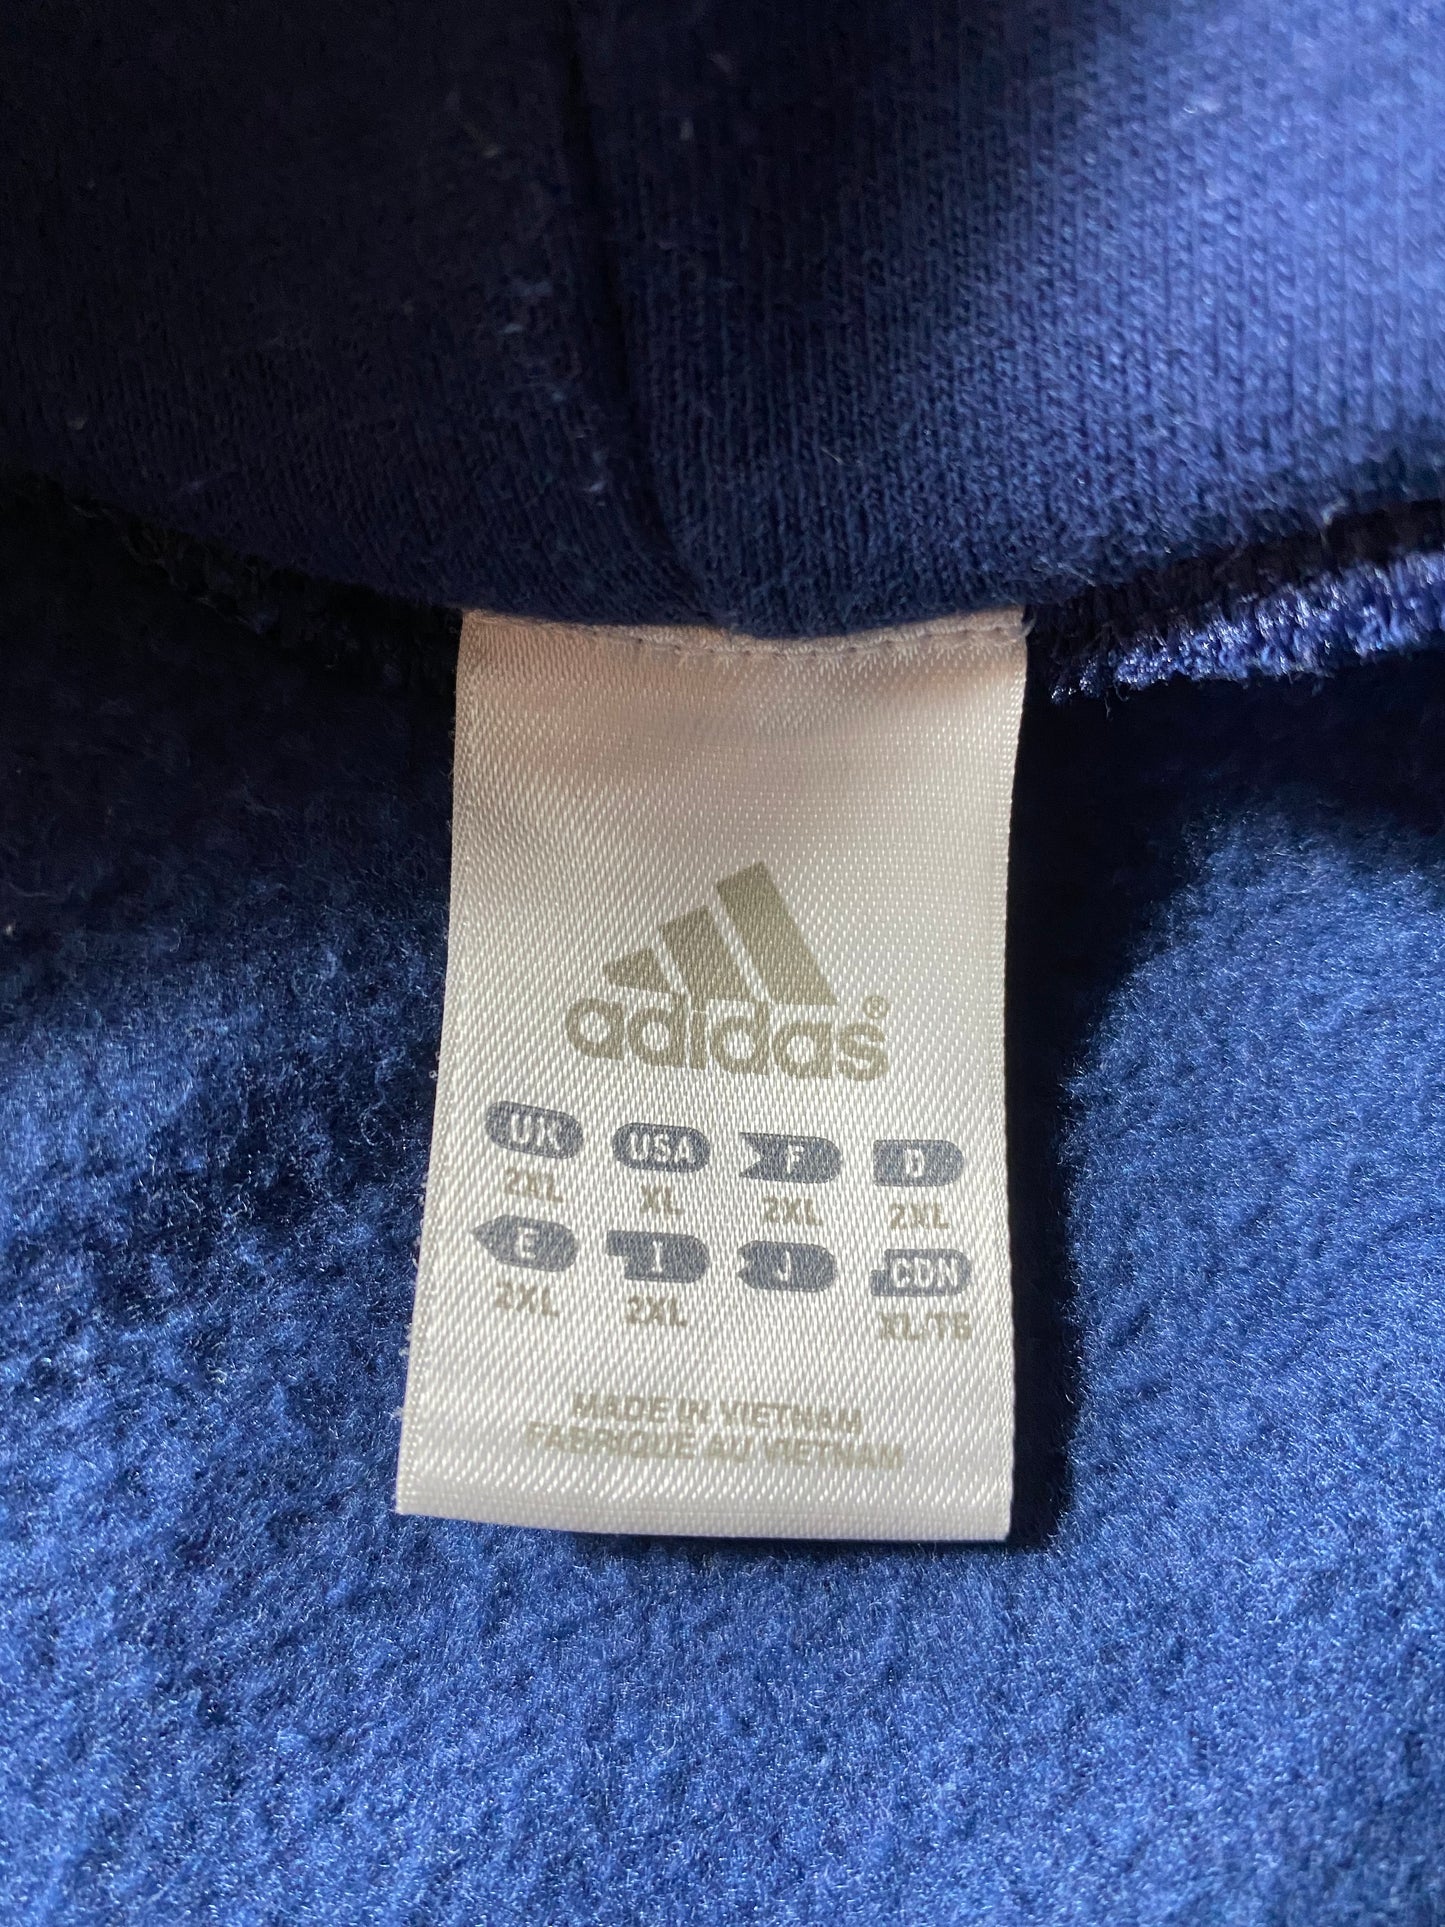 adidas®
UK USA F D
2XL XL 2XL 2XL
E I J CDN
2XL 2XL XL/TG
MADE IN VIETNAM
FABRIQUÉ AU VIETNAM